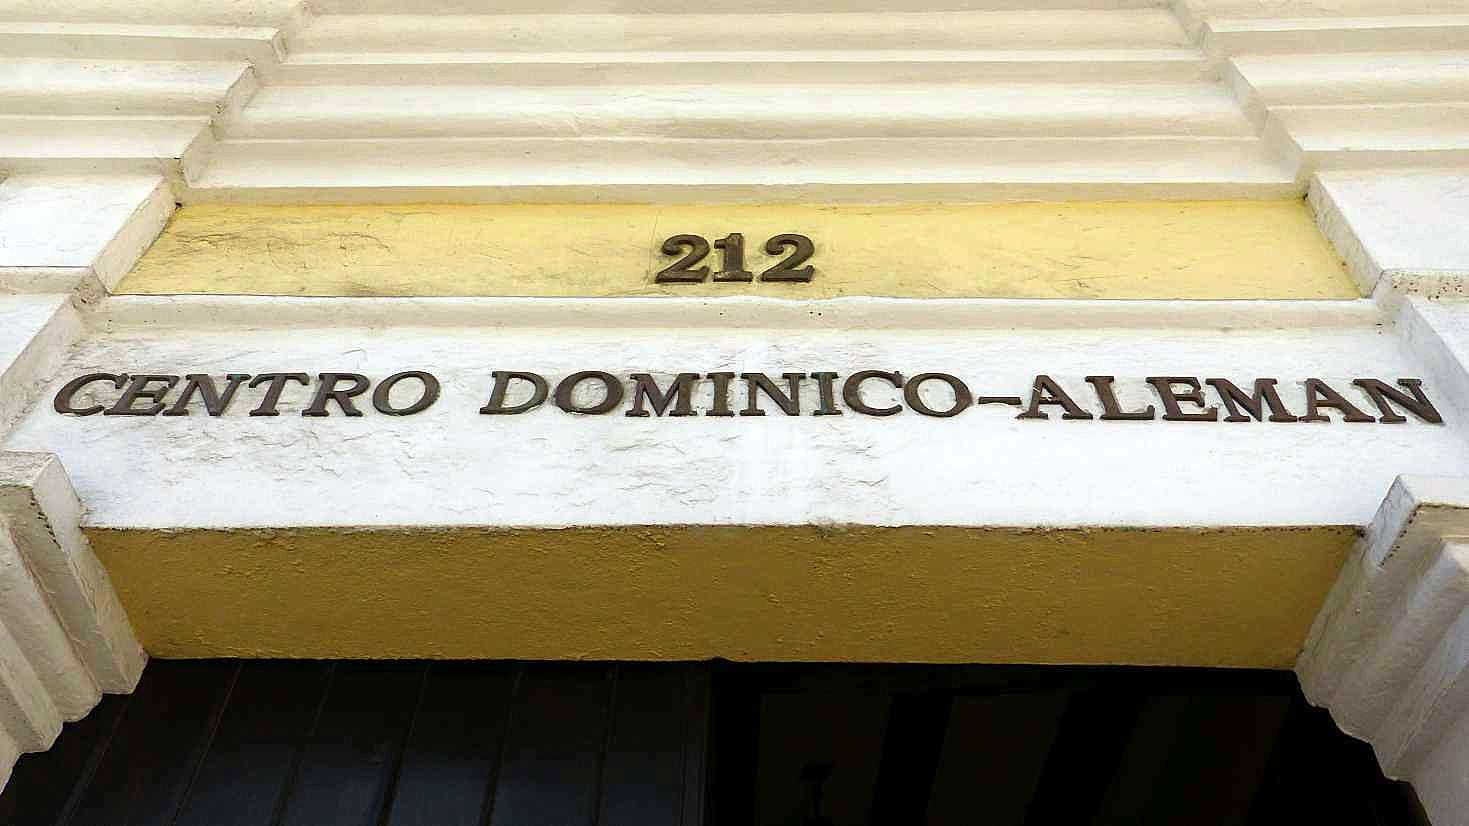 212
CENTRO DOMINICO-ALEMAN